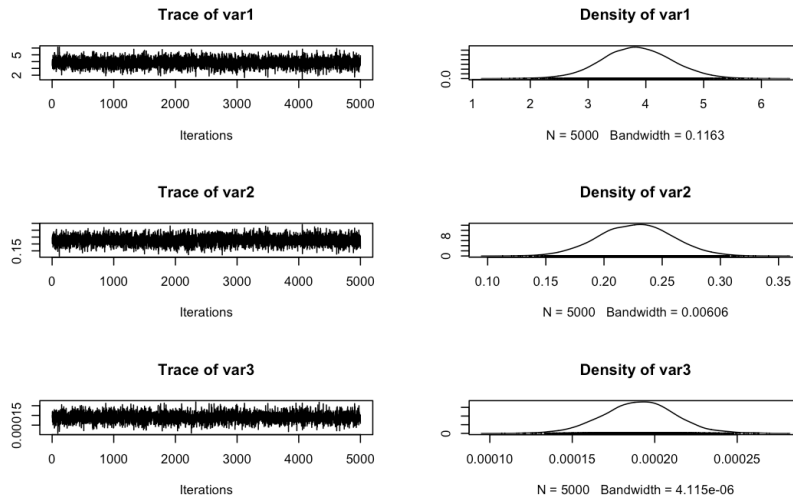 Trace of var1
5
2
0 1000 2000 3000 4000 5000
Iterations
Density of var1
0.0
1 2 3 4 5 6
N = 5000 Bandwidth = 0.1163
Trace of var2
0.15
0 1000 2000 3000 4000 5000
Iterations
Density of var2
8
0
0.10 0.15 0.20 0.25 0.30 0.35
N = 5000 Bandwidth = 0.00606
Trace of var3
0.00015
0 1000 2000 3000 4000 5000
Iterations
Density of var3
0
0.00010 0.00015 0.00020 0.00025
N = 5000 Bandwidth = 4.115e-06